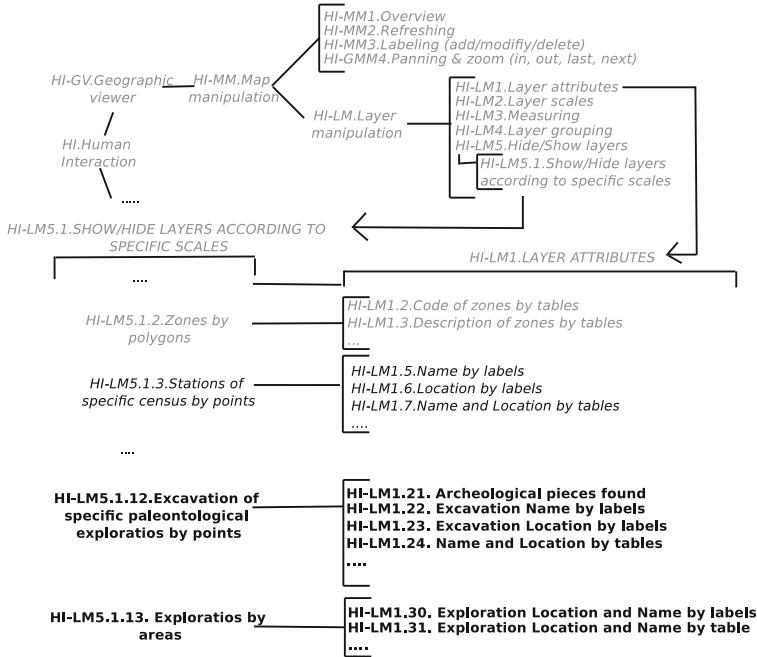 HI-MM1.Overview
HI-MM2.Refreshing
HI-MM3.Labeling (add/modifiy/delete)
HI-GMM4.Panning & zoom (in, out, last, next)
HI-GV.Geographic
viewer
HI-MM.Map
manipulation
HI-LM.Layer
manipulation
HI-LM1.Layer attributes
HI-LM2.Layer scales
HI-LM3.Measuring
HI-LM4.Layer grouping
HI-LM5.Hide/Show layers
HI-LM5.1.Show/Hide layers
according to specific scales
HI.Human
Interaction
.....
HI-LM5.1.SHOW/HIDE LAYERS ACCORDING TO
SPECIFIC SCALES
HI-LM1.LAYER ATTRIBUTES
....
HI-LM5.1.2.Zones by
polygons
HI-LM1.2.Code of zones by tables
HI-LM1.3.Description of zones by tables
...
HI-LM5.1.3.Stations of
specific census by points
HI-LM1.5.Name by labels
HI-LM1.6.Location by labels
HI-LM1.7.Name and Location by tables
....
....
HI-LM5.1.12.Excavation of
specific paleontological
exploratios by points
HI-LM1.21. Archeological pieces found
HI-LM1.22. Excavation Name by labels
HI-LM1.23. Excavation Location by labels
HI-LM1.24. Name and Location by tables
....
HI-LM5.1.13. Exploratios by
areas
HI-LM1.30. Exploration Location and Name by labels
HI-LM1.31. Exploration Location and Name by table
....